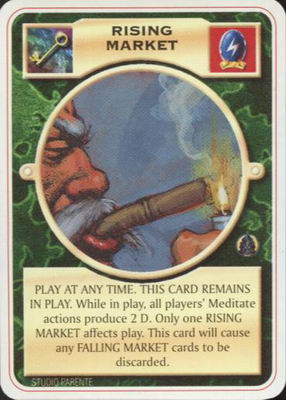 RISING
MARKET
PLAY AT ANY TIME. THIS CARD REMAINS
IN PLAY. While in play, all players' Meditate
actions produce 2 D. Only one RISING
MARKET affects play. This card will cause
any FALLING MARKET cards to be
discarded.
STUDIO PARENTE